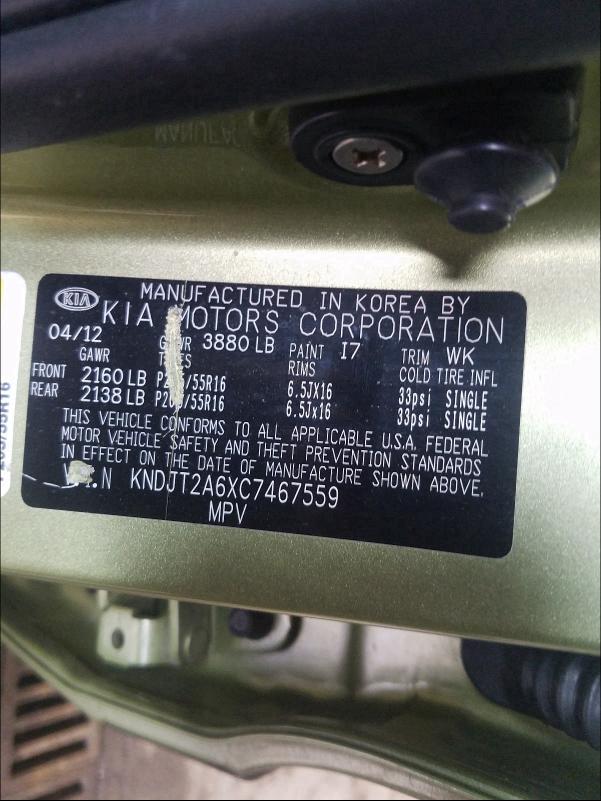 KIA
MANUFACTURED IN KOREA BY
KIA MOTORS CORPORATION
04/12 3880 LB PAINT I7 TRIM WK
GAWR RIMS COLD TIRE INFL
FRONT 2160 LB 6.5JX16 33psi SINGLE
REAR 2138 LB 6.5Jx16 33psi SINGLE
THIS VEHICLE CONFORMS TO ALL APPLICABLE U.S.A. FEDERAL
MOTOR VEHICLE SAFETY AND THEFT PREVENTION STANDARDS
IN EFFECT ON THE DATE OF MANUFACTURE SHOWN ABOVE.
KNDJT2A6XC7467559
MPV